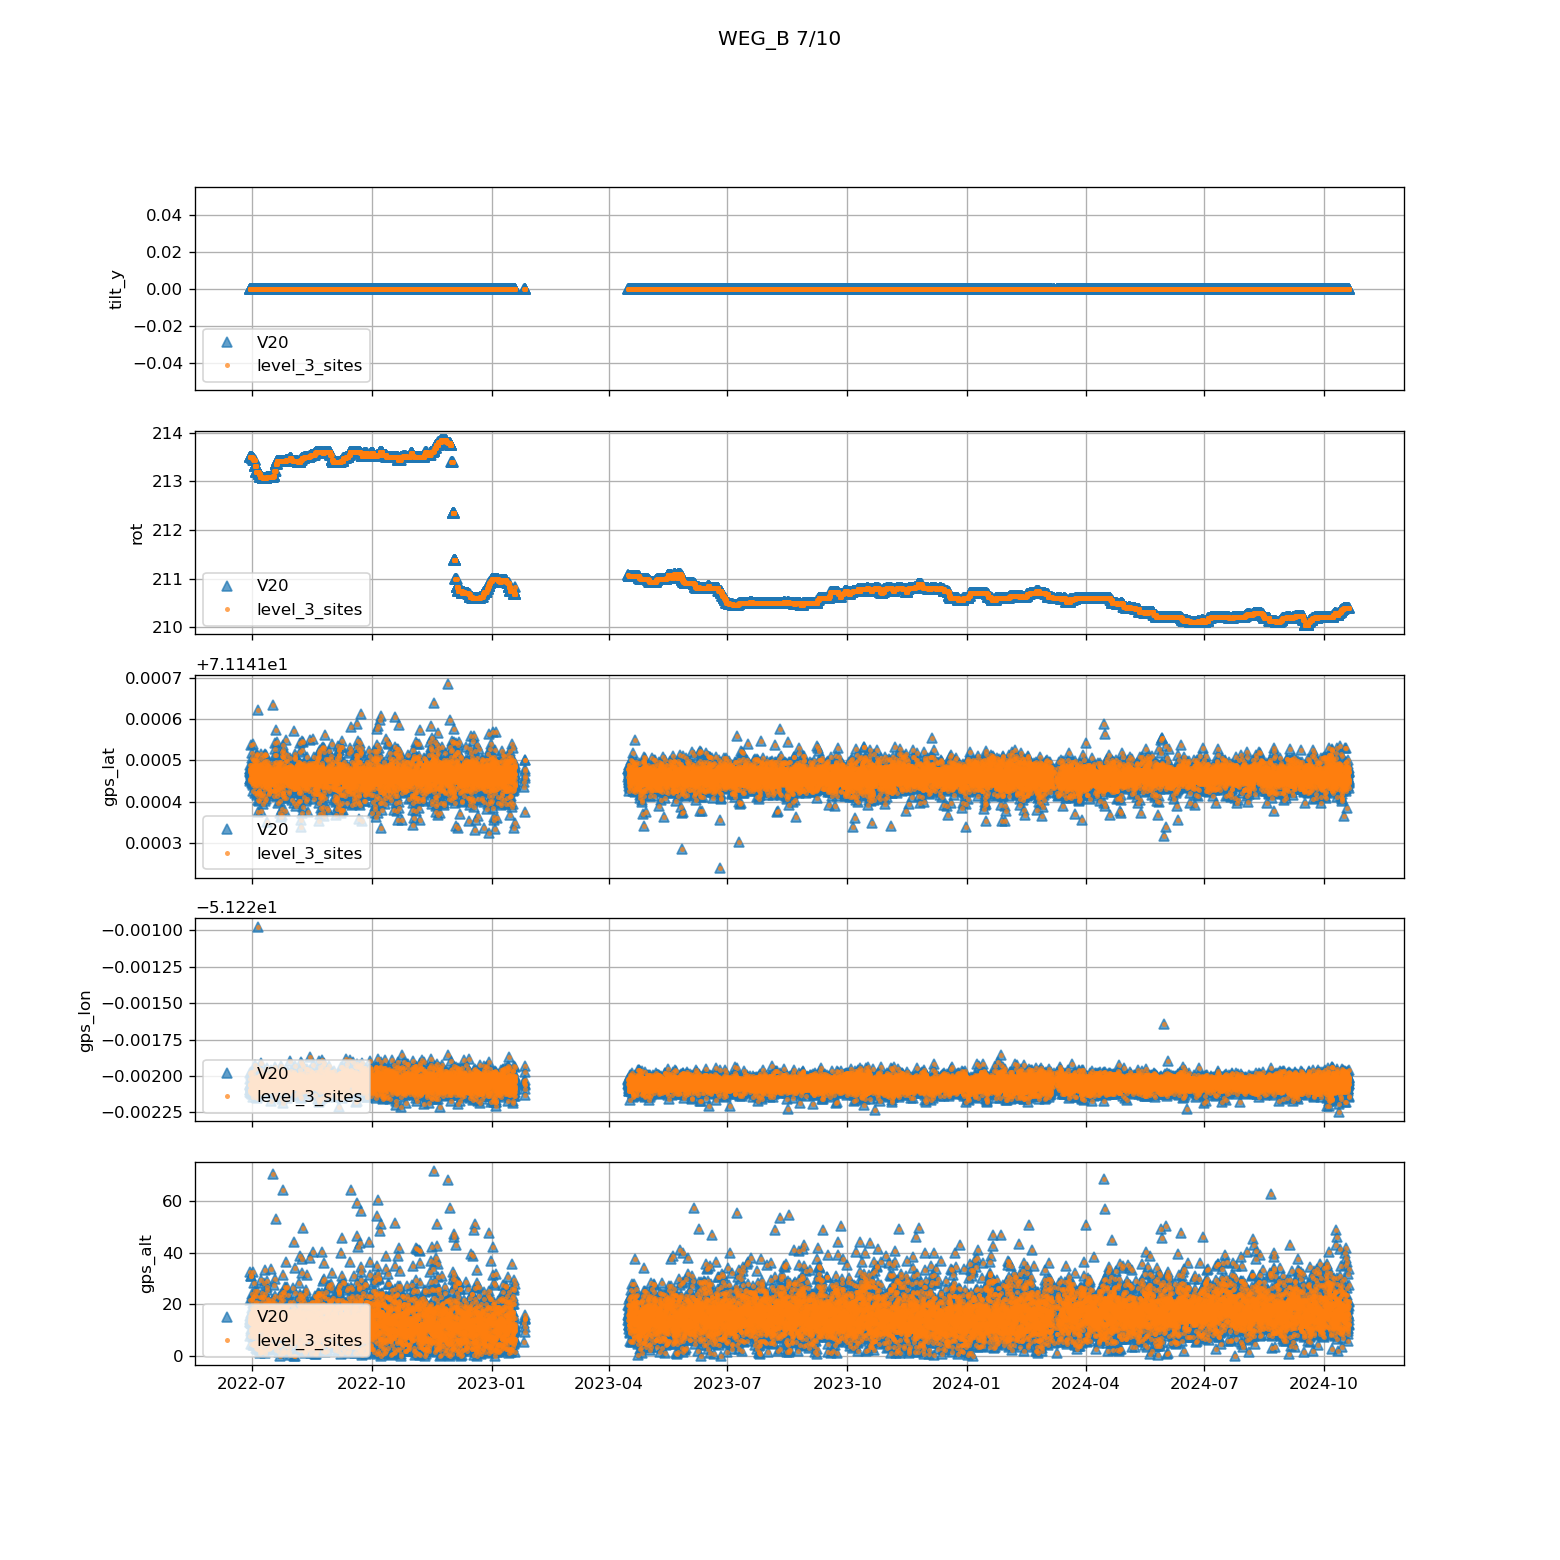 WEG_B 7/10
0.04
0.02
0.00
−0.02
−0.04
tilt_y
V20
level_3_sites
214
213
212
211
210
rot
V20
level_3_sites
+7.1141e1
0.0007
0.0006
0.0005
0.0004
0.0003
gps_lat
V20
level_3_sites
−5.122e1
−0.00100
−0.00125
−0.00150
−0.00175
−0.00200
−0.00225
gps_lon
V20
level_3_sites
60
40
20
0
gps_alt
V20
level_3_sites
2022-07 2022-10 2023-01 2023-04 2023-07 2023-10 2024-01 2024-04 2024-07 2024-10